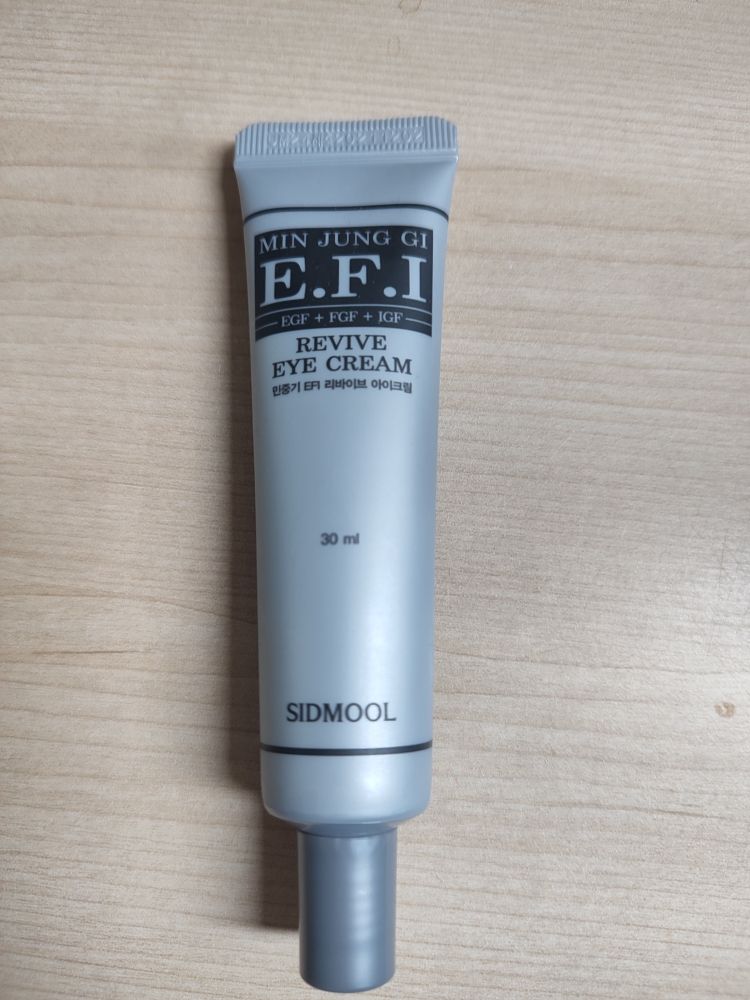 MIN JUNG GI
E.F.I
EGF + FGF + IGF
REVIVE
EYE CREAM
민중기 EFI 리바이브 아이크림
30 ml
SIDMOOL